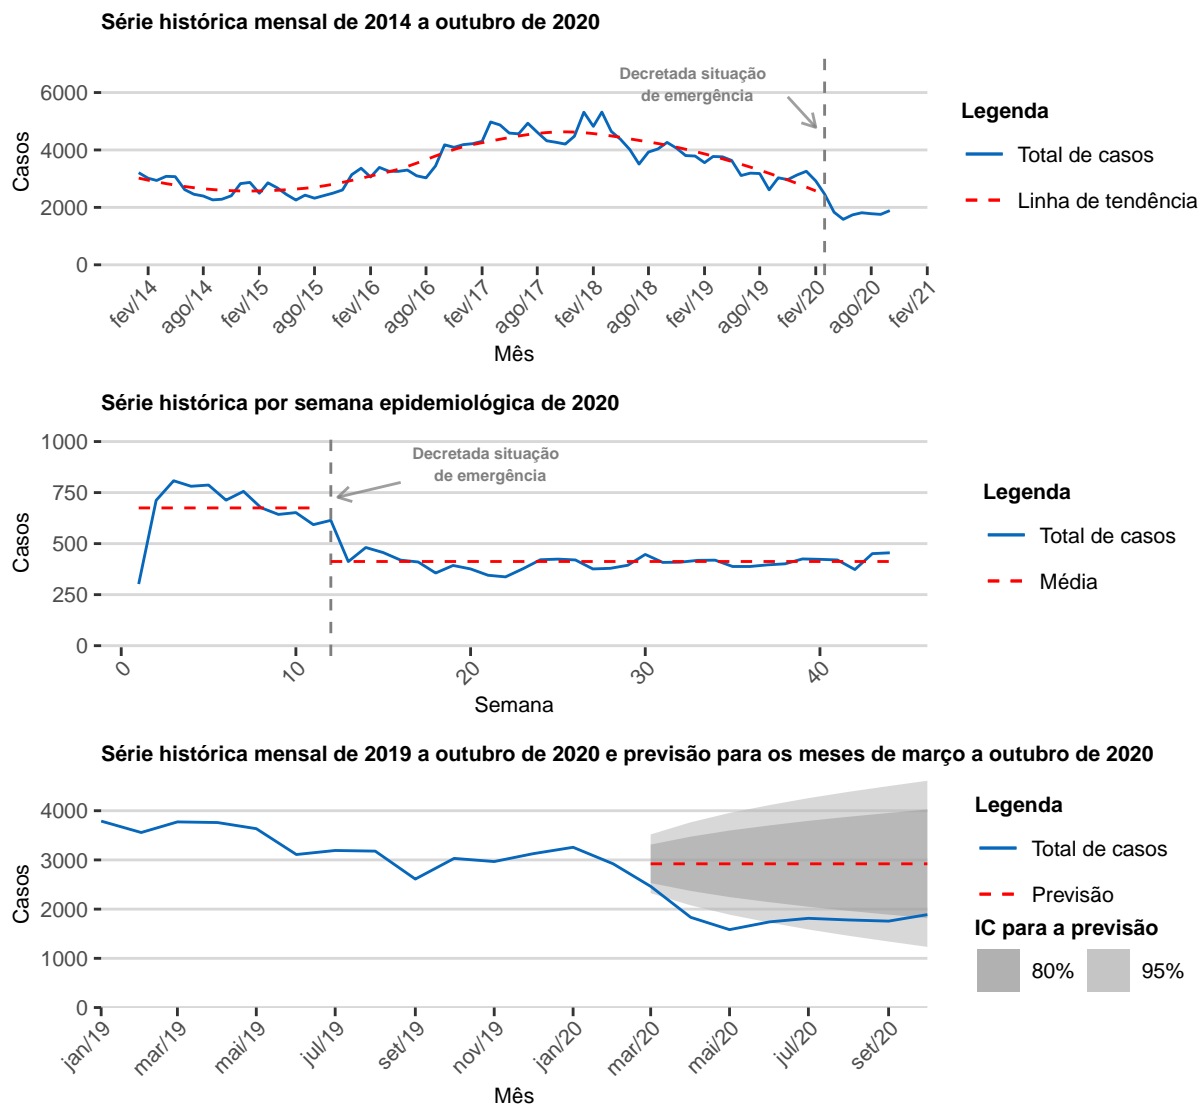 Série histórica mensal de 2014 a outubro de 2020
Decretada situação
de emergência
6000
4000
2000
0
Casos
fev/14
ago/14
fev/15
ago/15
fev/16
ago/16
fev/17
ago/17
fev/18
ago/18
fev/19
ago/19
fev/20
ago/20
fev/21
Mês
Legenda
Total de casos
Linha de tendência
Série histórica por semana epidemiológica de 2020
Decretada situação
de emergência
1000
750
500
250
0
Casos
0
10
20
30
40
Semana
Legenda
Total de casos
Média
Série histórica mensal de 2019 a outubro de 2020 e previsão para os meses de março a outubro de 2020
4000
3000
2000
1000
0
Casos
jan/19
mar/19
mai/19
jul/19
set/19
nov/19
jan/20
mar/20
mai/20
jul/20
set/20
Mês
Legenda
Total de casos
Previsão
IC para a previsão
80%
95%